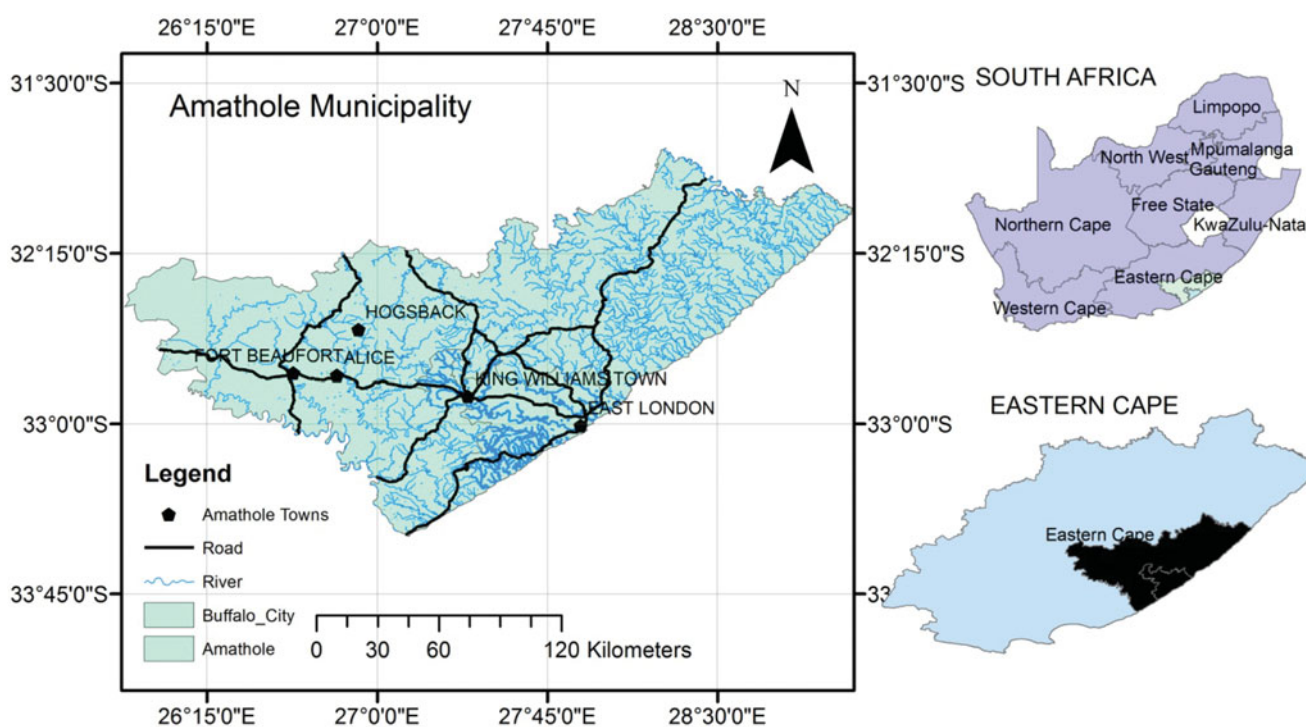 26°15'0"E 27°0'0"E 27°45'0"E 28°30'0"E
31°30'0"S
31°30'0"S
Amathole Municipality
N
32°15'0"S
32°15'0"S
HOGSBACK
FORT BEAUFORT
ALICE
KING WILLIAMS TOWN
EAST LONDON
33°0'0"S
33°0'0"S
Legend
Amathole Towns
Road
River
Buffalo_City
Amathole
33°45'0"S
33
0 30 60 120 Kilometers
26°15'0"E 27°0'0"E 27°45'0"E 28°30'0"E
SOUTH AFRICA
Limpopo
North West
Mpumalanga
Gauteng
Free State
Northern Cape
KwaZulu-Nata
Eastern Cape
Western Cape
EASTERN CAPE
Eastern Cape